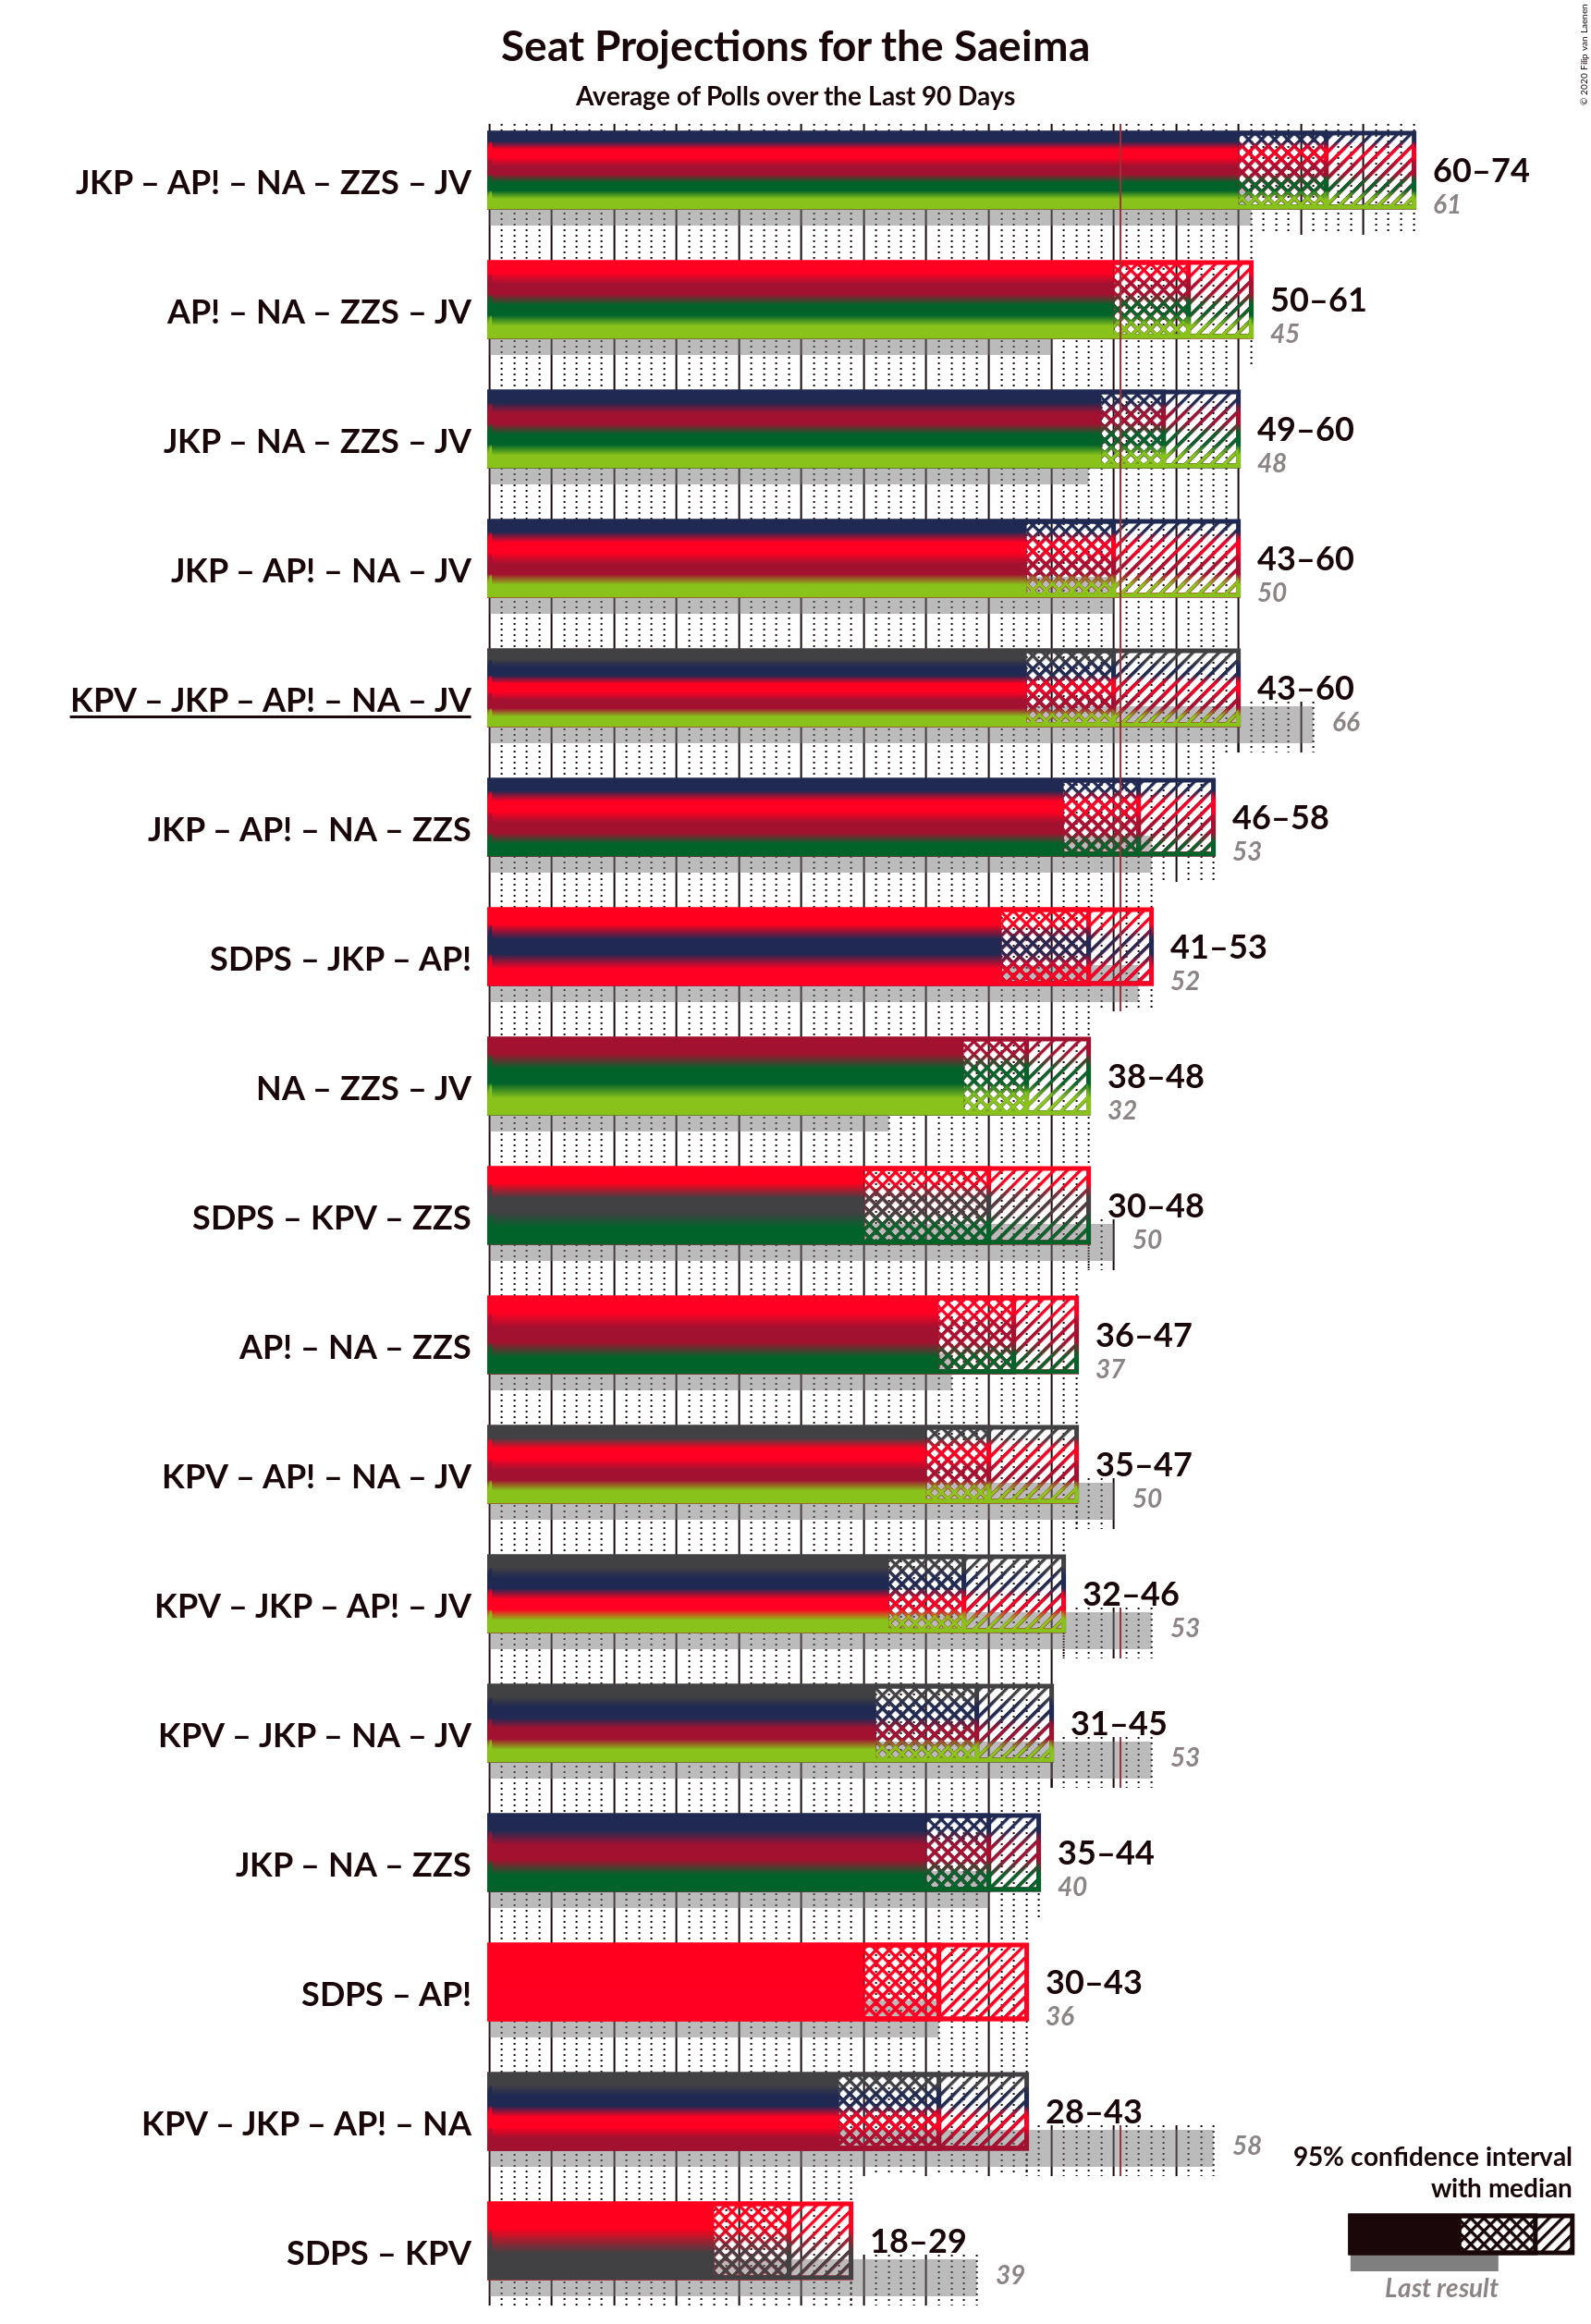 Seat Projections for the Saeima
Average of Polls over the Last 90 Days
© 2020 Filip van Laenen
JKP – AP! – NA – ZZS – JV
60–74
61
AP! – NA – ZZS – JV
50–61
45
JKP – NA – ZZS – JV
49–60
48
JKP – AP! – NA – JV
43–60
50
KPV – JKP – AP! – NA – JV
43–60
66
JKP – AP! – NA – ZZS
46–58
53
SDPS – JKP – AP!
41–53
52
NA – ZZS – JV
38–48
32
SDPS – KPV – ZZS
30–48
50
AP! – NA – ZZS
36–47
37
KPV – AP! – NA – JV
35–47
50
KPV – JKP – AP! – JV
32–46
53
KPV – JKP – NA – JV
31–45
53
JKP – NA – ZZS
35–44
40
SDPS – AP!
30–43
36
KPV – JKP – AP! – NA
28–43
58
SDPS – KPV
18–29
39
95% confidence interval
with median
Last result